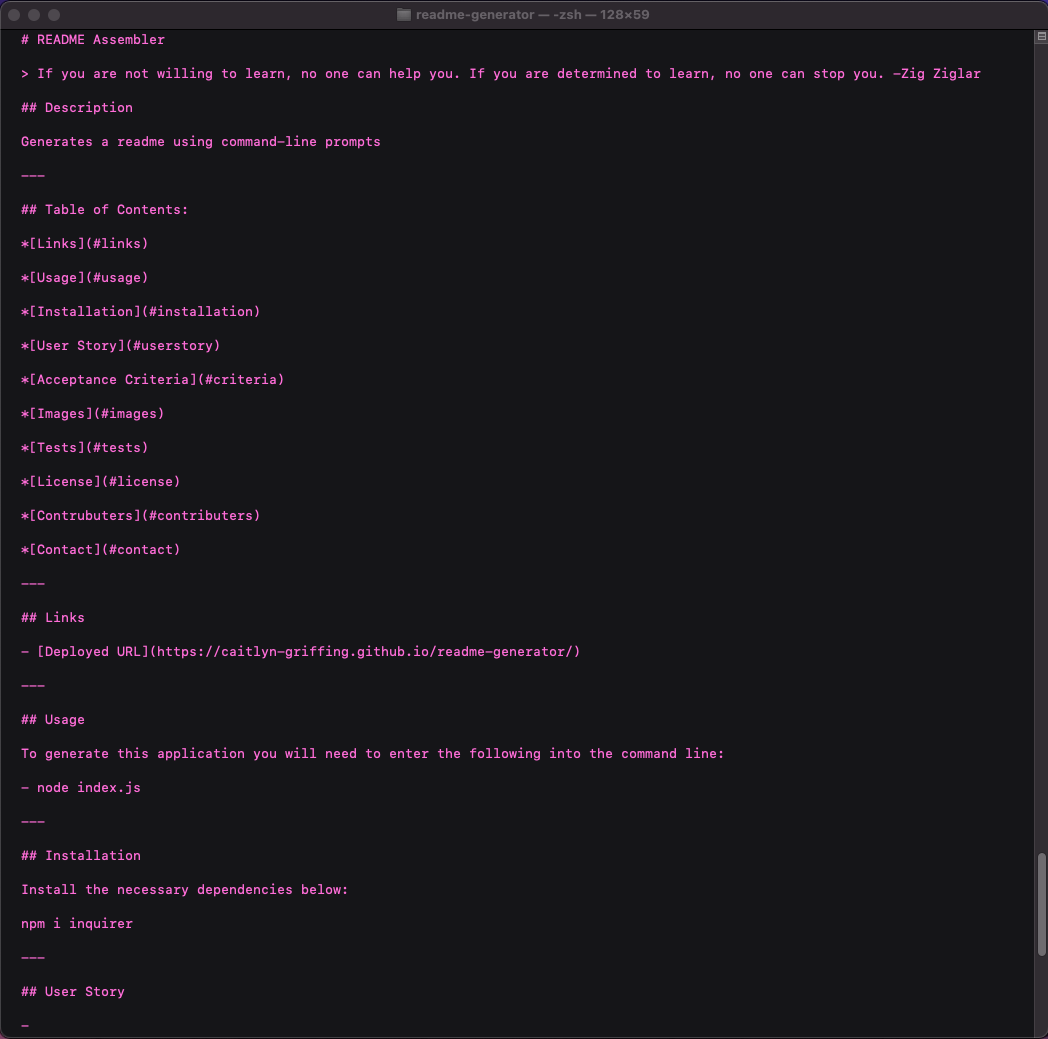 readme-generator — -zsh — 128×59
# README Assembler
> If you are not willing to learn, no one can help you. If you are determined to learn, no one can stop you. -Zig Ziglar
## Description
Generates a readme using command-line prompts
---
## Table of Contents:
*[Links](#links)
*[Usage](#usage)
*[Installation](#installation)
*[User Story](#userstory)
*[Acceptance Criteria](#criteria)
*[Images](#images)
*[Tests](#tests)
*[License](#license)
*[Contrubuters](#contributers)
*[Contact](#contact)
---
## Links
- [Deployed URL](https://caitlyn-griffing.github.io/readme-generator/)
---
## Usage
To generate this application you will need to enter the following into the command line:
- node index.js
---
## Installation
Install the necessary dependencies below:
npm i inquirer
---
## User Story
-